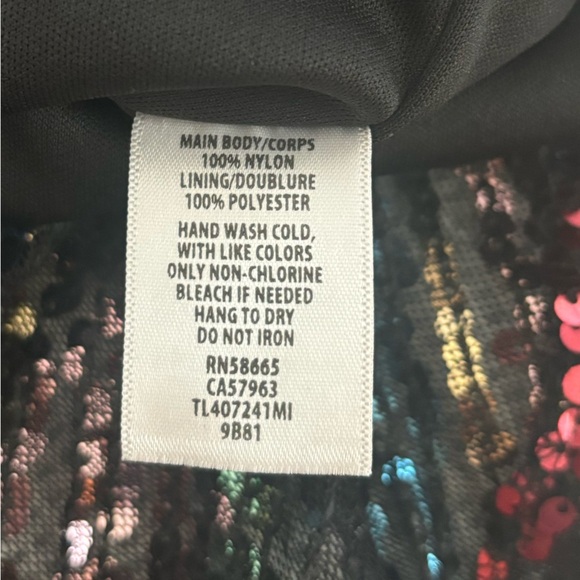 MAIN BODY/CORPS
100% NYLON
LINING/DOUBLURE
100% POLYESTER
HAND WASH COLD,
WITH LIKE COLORS
ONLY NON-CHLORINE
BLEACH IF NEEDED
HANG TO DRY
DO NOT IRON
RN58665
CA57963
TL407241MI
9B81